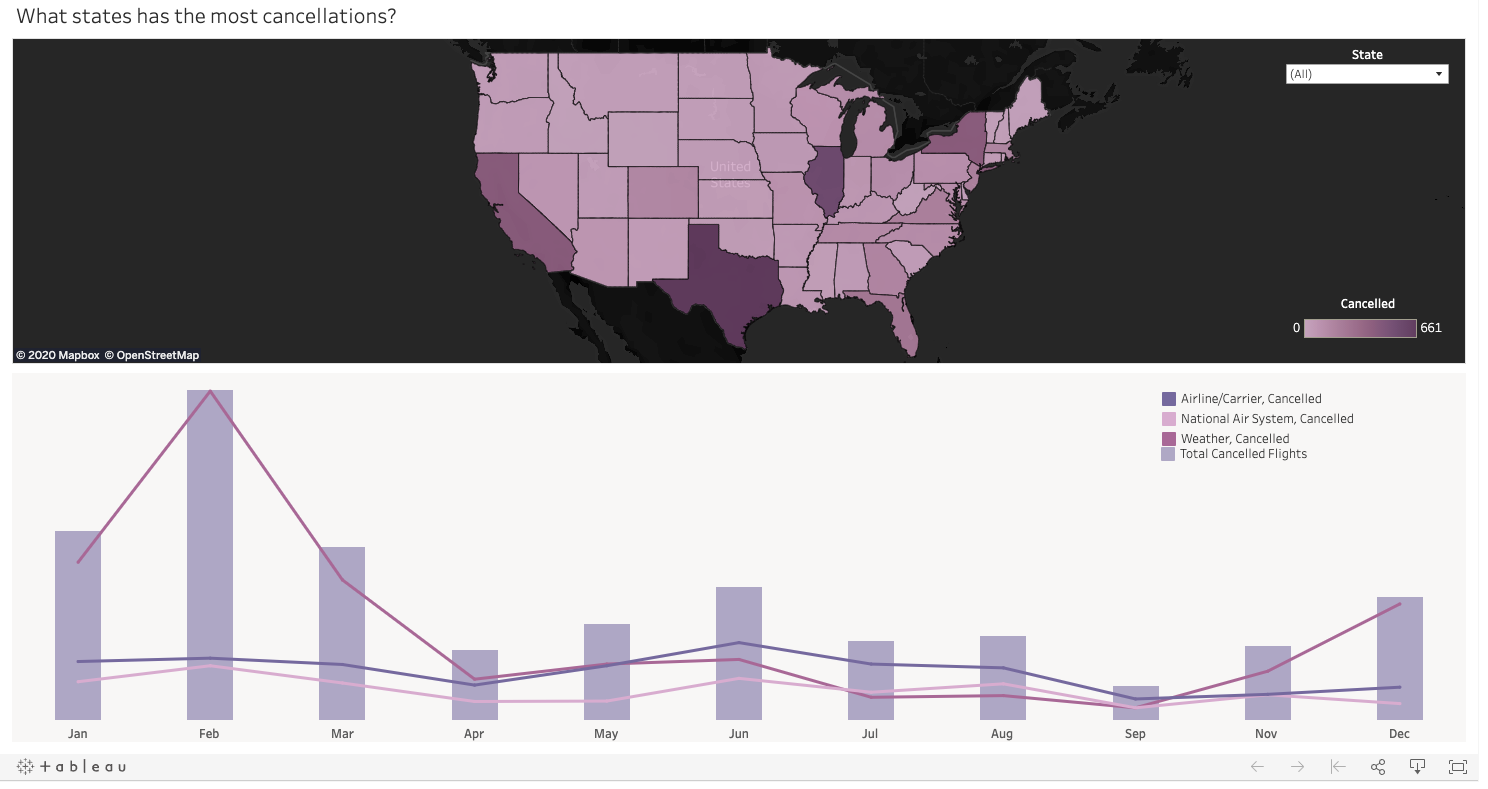 What states has the most cancellations?
State
(All)
United
States
Cancelled
0 661
© 2020 Mapbox © OpenStreetMap
Airline/Carrier, Cancelled
National Air System, Cancelled
Weather, Cancelled
Total Cancelled Flights
Jan Feb Mar Apr May Jun Jul Aug Sep Nov Dec
+ableau